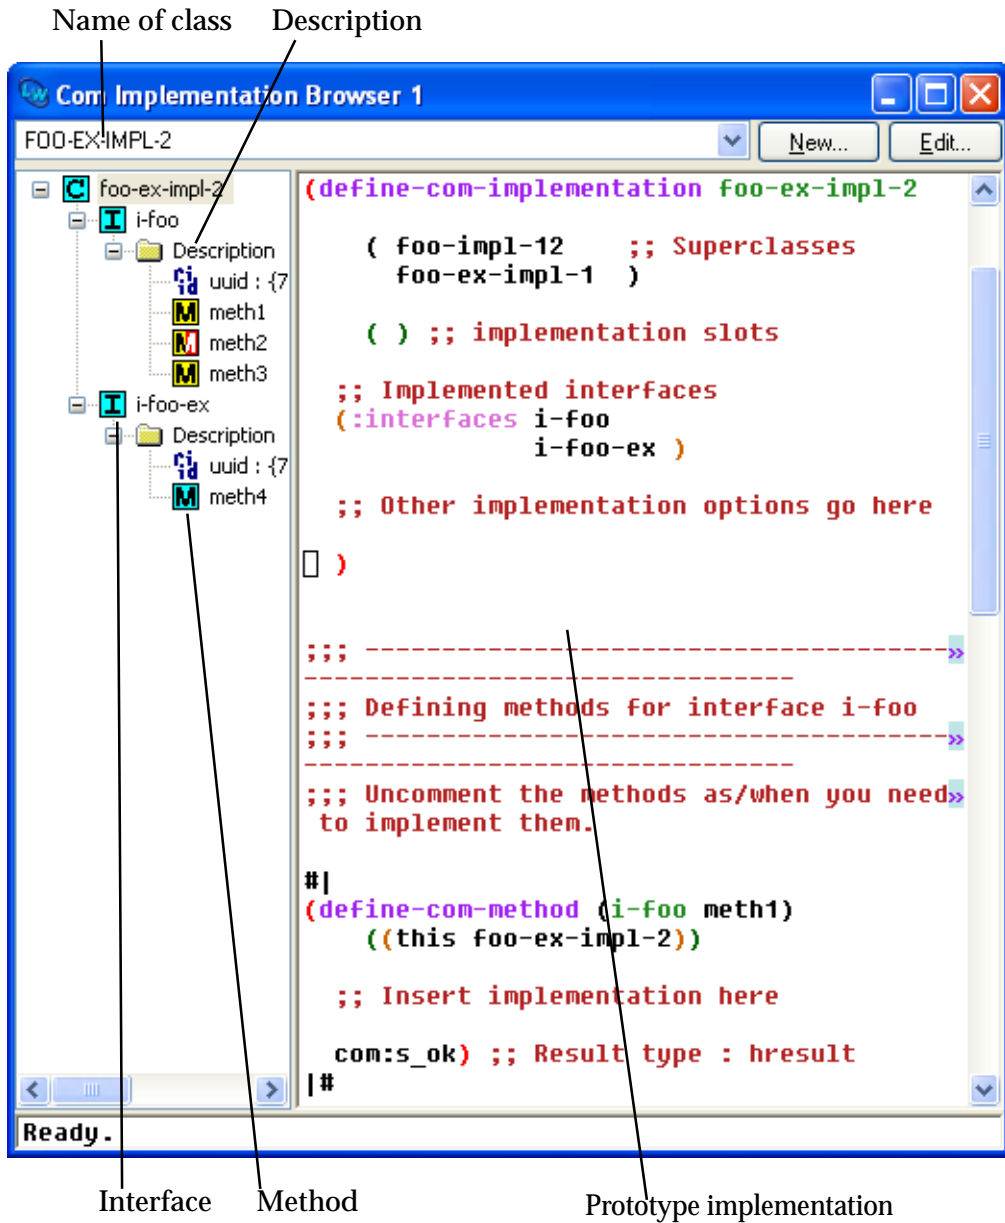 Name of class Description
Com Implementation Browser 1
FOO-EX-IMPL-2
New... Edit...
foo-ex-impl-2
i-foo
Description
uuid : {7
meth1
meth2
meth3
i-foo-ex
Description
uuid : {7
meth4
(define-com-implementation foo-ex-impl-2
( foo-impl-12 ;; Superclasses
foo-ex-impl-1 )
( ) ;; implementation slots
;; Implemented interfaces
(:interfaces i-foo
i-foo-ex )
;; Other implementation options go here
)
;;; --------------------------------------»
--------------------------------
;;; Defining methods for interface i-foo
;;; --------------------------------------»
--------------------------------
;;; Uncomment the methods as/when you need»
to implement them.
#|
(define-com-method (i-foo meth1)
((this foo-ex-impl-2))
;; Insert implementation here
com:s_ok) ;; Result type : hresult
|#
Ready.
Interface Method Prototype implementation